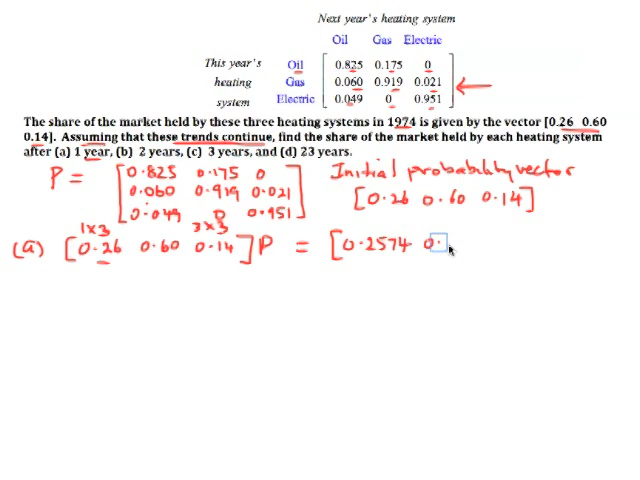 Next year's heating system
Oil Gas Electric
This year's Oil 0.825 0.175 0
heating Gas 0.060 0.919 0.021
system Electric 0.049 0 0.951
The share of the market held by these three heating systems in 1974 is given by the vector [0.26 0.60
0.14]. Assuming that these trends continue, find the share of the market held by each heating system
after (a) 1 year, (b) 2 years, (c) 3 years, and (d) 23 years.
P = [0.825 0.175 0
0.060 0.919 0.021
0.049 0 0.951]
Initial probability vector
[0.26 0.60 0.14]
1x3 3x3
(a) [0.26 0.60 0.14]P = [0.2574 0.